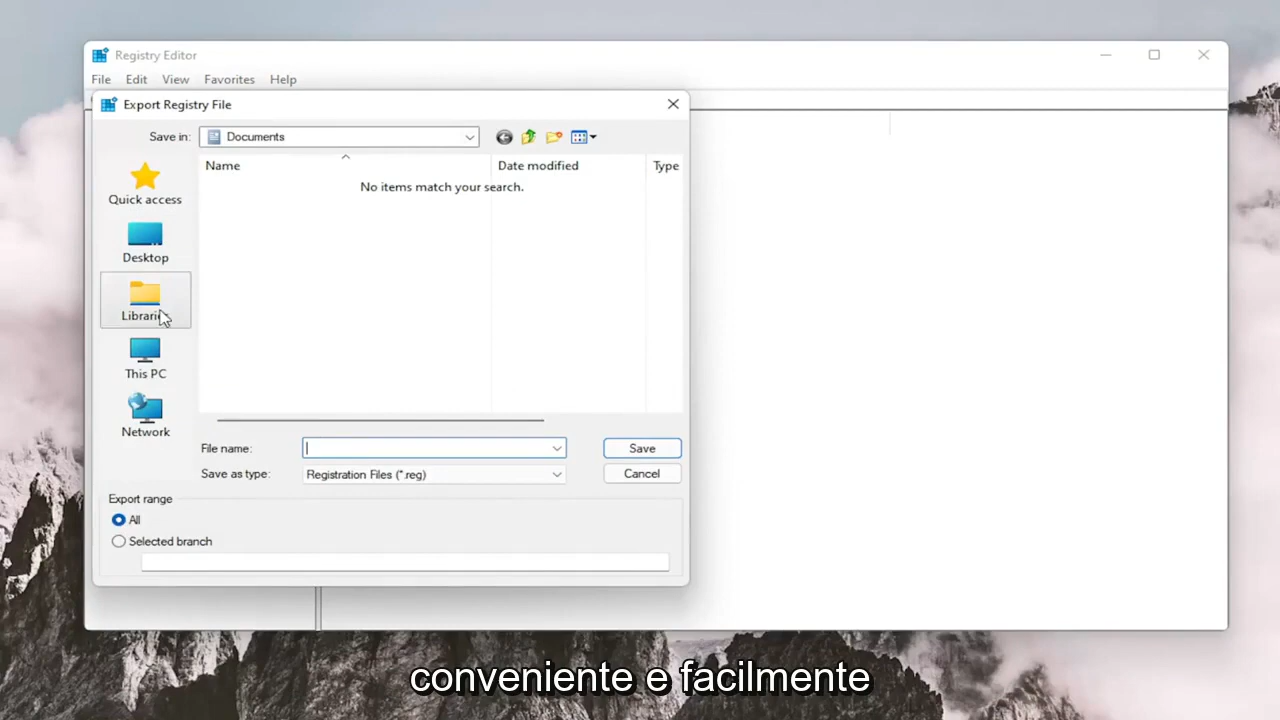 Registry Editor
File Edit View Favorites Help
Export Registry File
Save in: Documents
Name Date modified Type
No items match your search.
Quick access
Desktop
Libraries
This PC
Network
File name: Save
Save as type: Registration Files (*.reg) Cancel
Export range
All
Selected branch
conveniente e facilmente